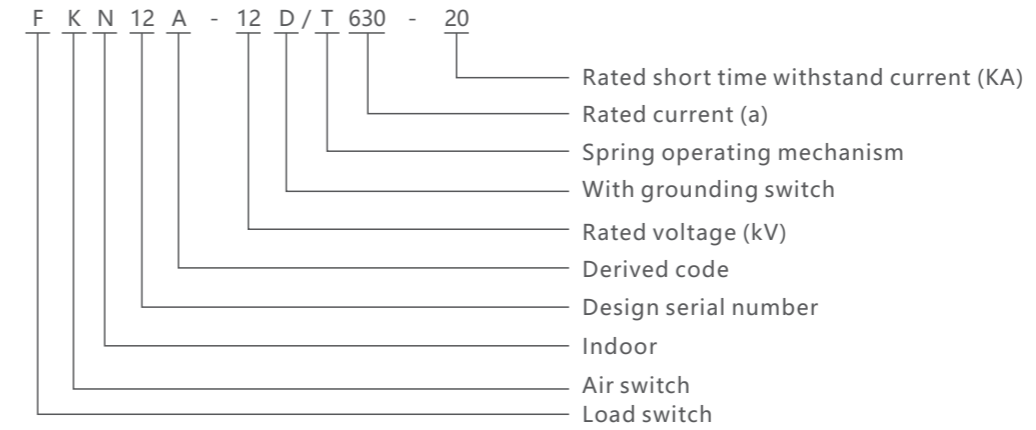 F K N 12 A - 12 D / T 630 - 20
Rated short time withstand current (KA)
Rated current (a)
Spring operating mechanism
With grounding switch
Rated voltage (kV)
Derived code
Design serial number
Indoor
Air switch
Load switch